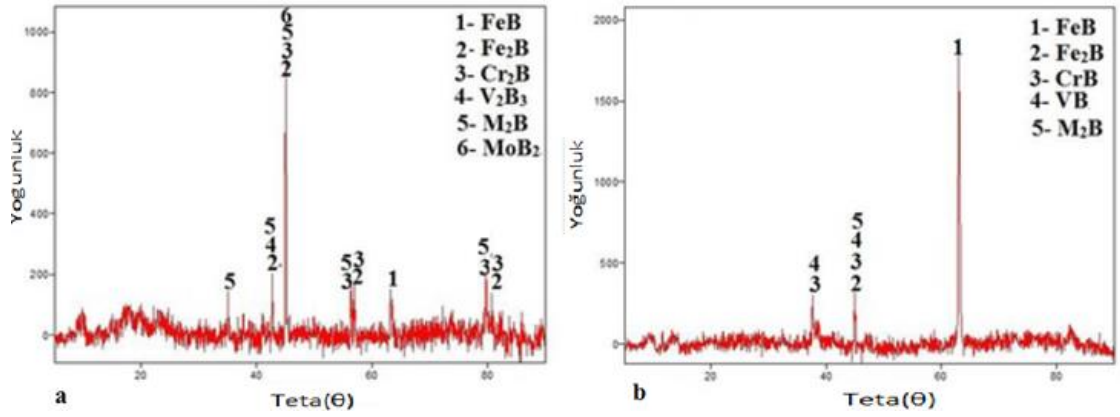 1- FeB
2- Fe₂B
3- Cr₂B
4- V₂B₃
5- M₂B
6- MoB₂
1000
800
600
400
200
0
Yogunluk
6
5
3
2
5
5
4
2
5
3
3
2
1
5
3
3
2
20
40
60
80
a
Teta(Θ)
1- FeB
2- Fe₂B
3- CrB
4- VB
5- M₂B
2000
1500
1000
500
0
Yoğunluk
4
3
5
4
3
2
1
20
40
60
80
b
Teta(Θ)